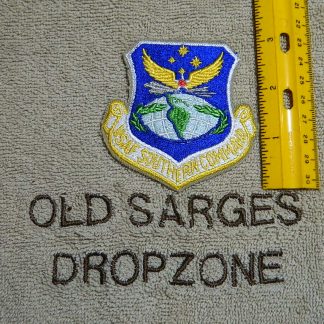 USAF SOUTHERN COMMAND
OLD SARGES
DROPZONE